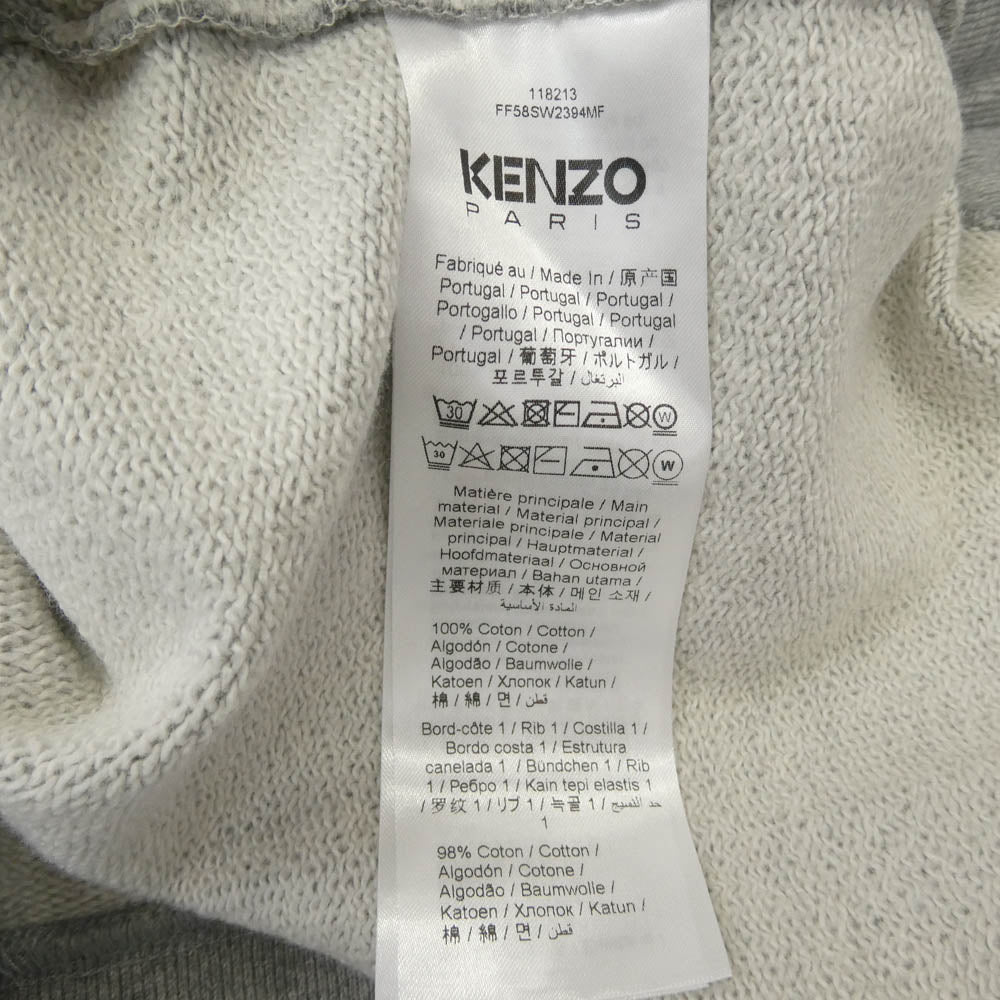 118213
FF58SW2394MF
KENZO
PARIS
Fabriqué au / Made In / 原产国
Portugal / Portugal / Portugal /
Portogallo / Portugal / Portugal
/ Portugal / Португалии /
Portugal / 葡萄牙 / ポルトガル /
포르투갈 / البرتغال
30 W
30 W
Matière principale / Main
material / Material principal /
Materiale principale / Material
principal / Hauptmaterial /
Hoofdmateriaal / Основной
материал / Bahan utama /
主要材质 / 本体 / 메인 소재 /
المادة الأساسية
100% Coton / Cotton /
Algodón / Cotone /
Algodão / Baumwolle /
Katoen / Хлопок / Katun /
棉 / 綿 / 면 / قطن
Bord-côte 1 / Rib 1 / Costilla 1 /
Bordo costa 1 / Estrutura
canelada 1 / Bündchen 1 / Rib
1 / Ребро 1 / Kain tepi elastis 1
/ 罗纹 1 / リブ 1 / 늑골 1 / حد النسيج
1
98% Coton / Cotton /
Algodón / Cotone /
Algodão / Baumwolle /
Katoen / Хлопок / Katun /
棉 / 綿 / 면 / قطن